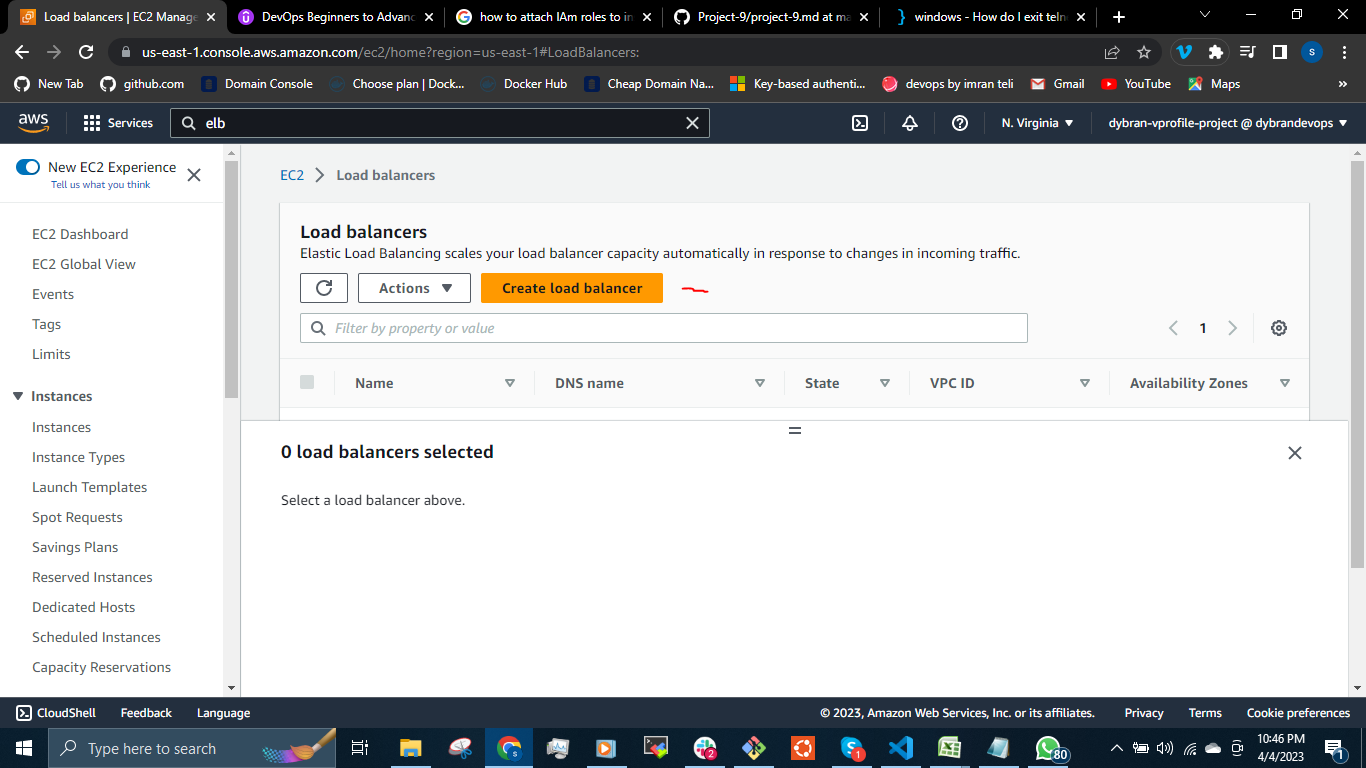 Load balancers | EC2 Manage
DevOps Beginners to Advanc
how to attach IAm roles to in
Project-9/project-9.md at ma
windows - How do I exit teln
us-east-1.console.aws.amazon.com/ec2/home?region=us-east-1#LoadBalancers:
S
New Tab
github.com
Domain Console
Choose plan | Dock...
Docker Hub
Cheap Domain Na...
Key-based authenti...
devops by imran teli
Gmail
YouTube
Maps
»
aws
Services
elb
N. Virginia
dybran-vprofile-project @ dybrandevops
New EC2 Experience
Tell us what you think
EC2 Dashboard
EC2 Global View
Events
Tags
Limits
Instances
Instances
Instance Types
Launch Templates
Spot Requests
Savings Plans
Reserved Instances
Dedicated Hosts
Scheduled Instances
Capacity Reservations
EC2 > Load balancers
Load balancers
Elastic Load Balancing scales your load balancer capacity automatically in response to changes in incoming traffic.
Actions
Create load balancer
Filter by property or value
1
Name
DNS name
State
VPC ID
Availability Zones
0 load balancers selected
Select a load balancer above.
CloudShell
Feedback
Language
© 2023, Amazon Web Services, Inc. or its affiliates.
Privacy
Terms
Cookie preferences
Type here to search
2
S
1
80
10:46 PM
4/4/2023
1